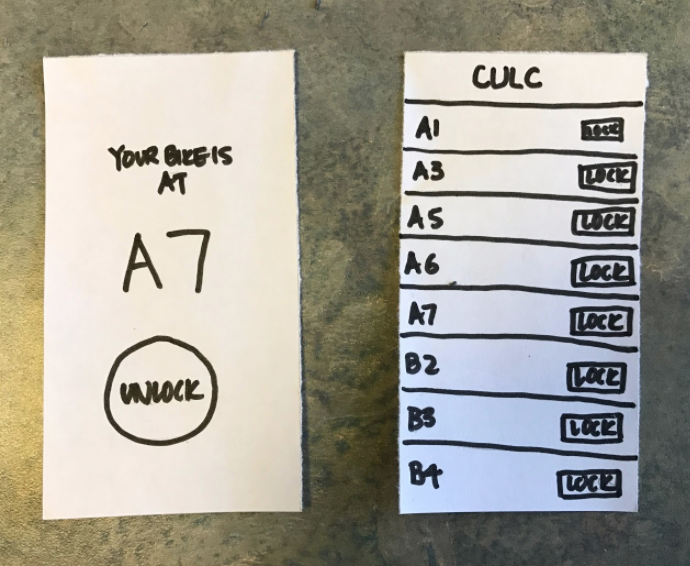 YOUR BIKE IS
AT
A7
UNLOCK
CULC
A1 LOCK
A3 LOCK
A5 LOCK
A6 LOCK
A7 LOCK
B2 LOCK
B3 LOCK
B4 LOCK